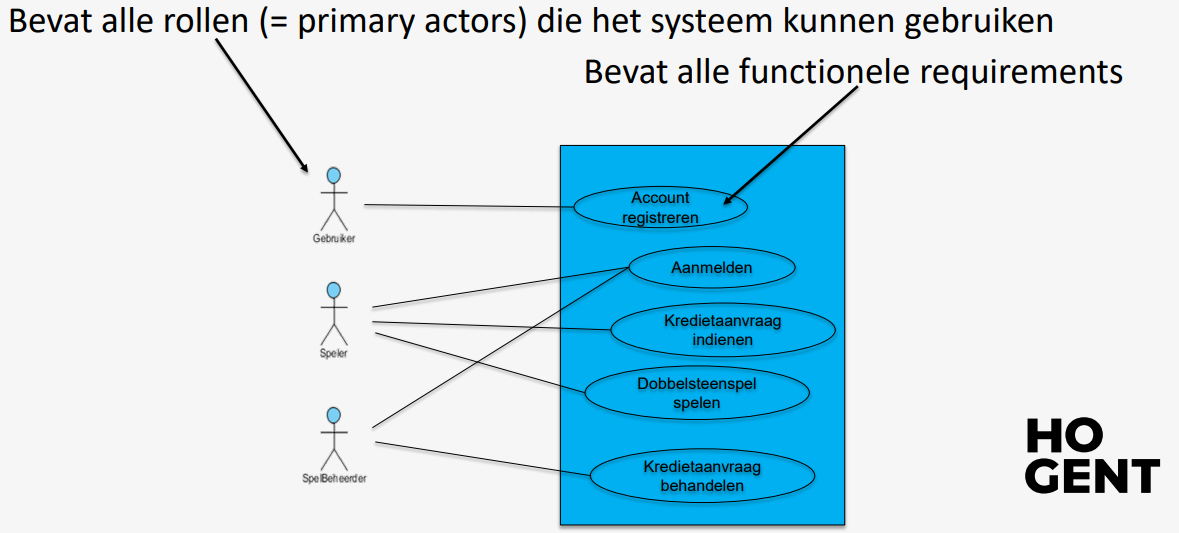 Bevat alle rollen (= primary actors) die het systeem kunnen gebruiken
Bevat alle functionele requirements
Account
registreren
Gebruiker
Aanmelden
Kredietaanvraag
indienen
Speler
Dobbelsteenspel
spelen
Kredietaanvraag
behandelen
SpelBeheerder
HO
GENT